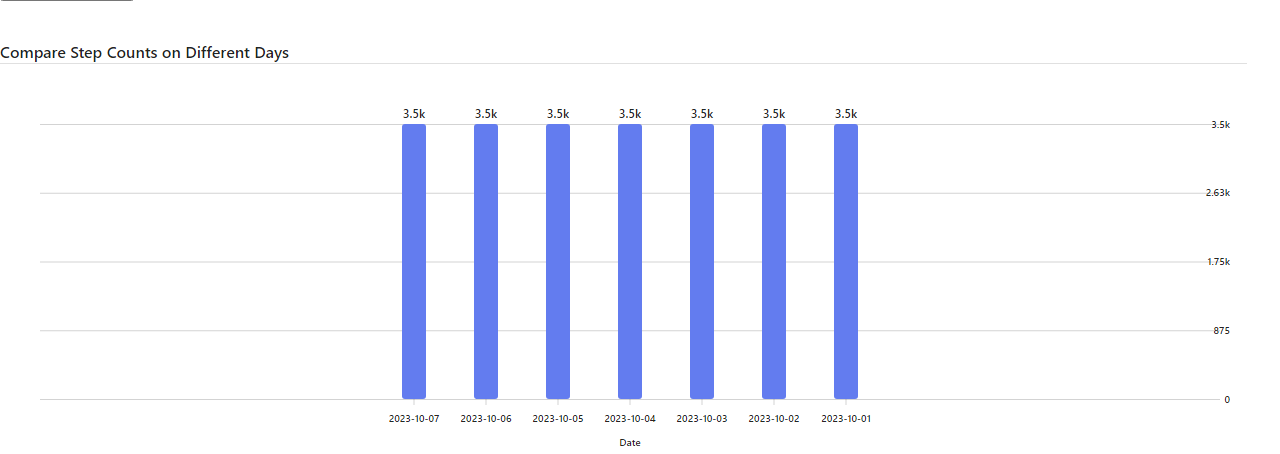 Compare Step Counts on Different Days
3.5k 3.5k 3.5k 3.5k 3.5k 3.5k 3.5k
3.5k
2.63k
1.75k
875
0
2023-10-07 2023-10-06 2023-10-05 2023-10-04 2023-10-03 2023-10-02 2023-10-01
Date